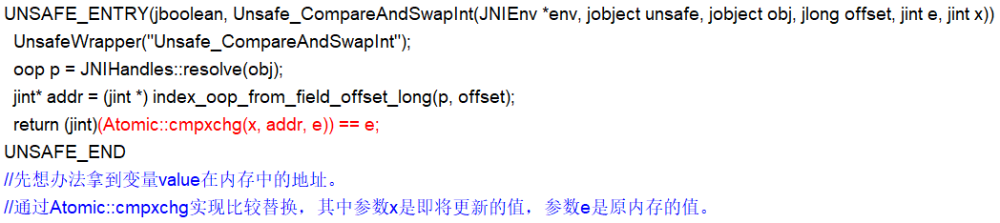 UNSAFE_ENTRY(jboolean, Unsafe_CompareAndSwapInt(JNIEnv *env, jobject unsafe, jobject obj, jlong offset, jint e, jint x))
UnsafeWrapper("Unsafe_CompareAndSwapInt");
oop p = JNIHandles::resolve(obj);
jint* addr = (jint *) index_oop_from_field_offset_long(p, offset);
return (jint)(Atomic::cmpxchg(x, addr, e)) == e;
UNSAFE_END
//先想办法拿到变量value在内存中的地址。
//通过Atomic::cmpxchg实现比较替换，其中参数x是即将更新的值，参数e是原内存的值。